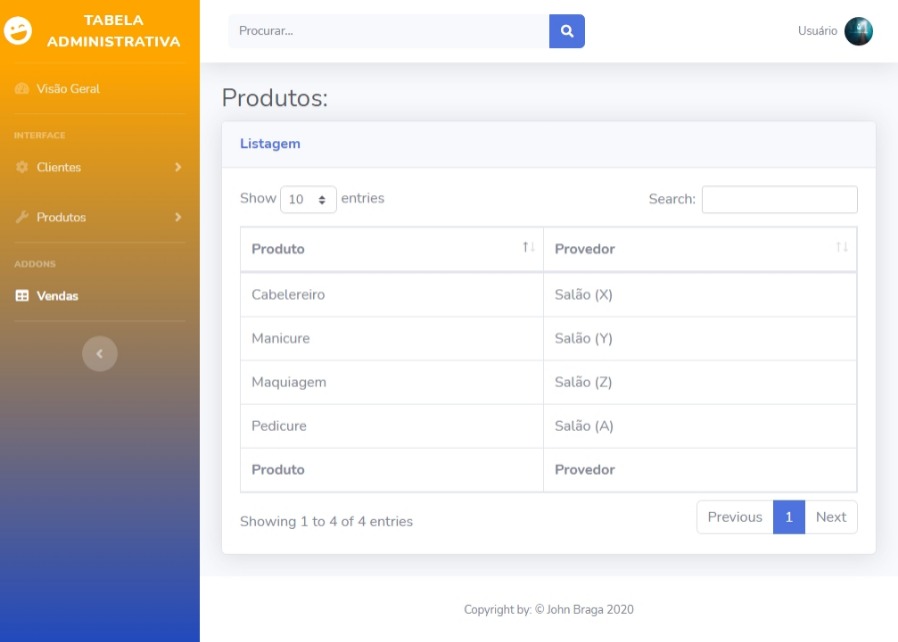 TABELA
ADMINISTRATIVA
Visão Geral
INTERFACE
Clientes
Produtos
ADDONS
Vendas
Procurar...
Usuário
Produtos:
Listagem
Show 10 entries
Search:
Produto Provedor
Cabelereiro Salão (X)
Manicure Salão (Y)
Maquiagem Salão (Z)
Pedicure Salão (A)
Produto Provedor
Showing 1 to 4 of 4 entries
Previous 1 Next
Copyright by: © John Braga 2020